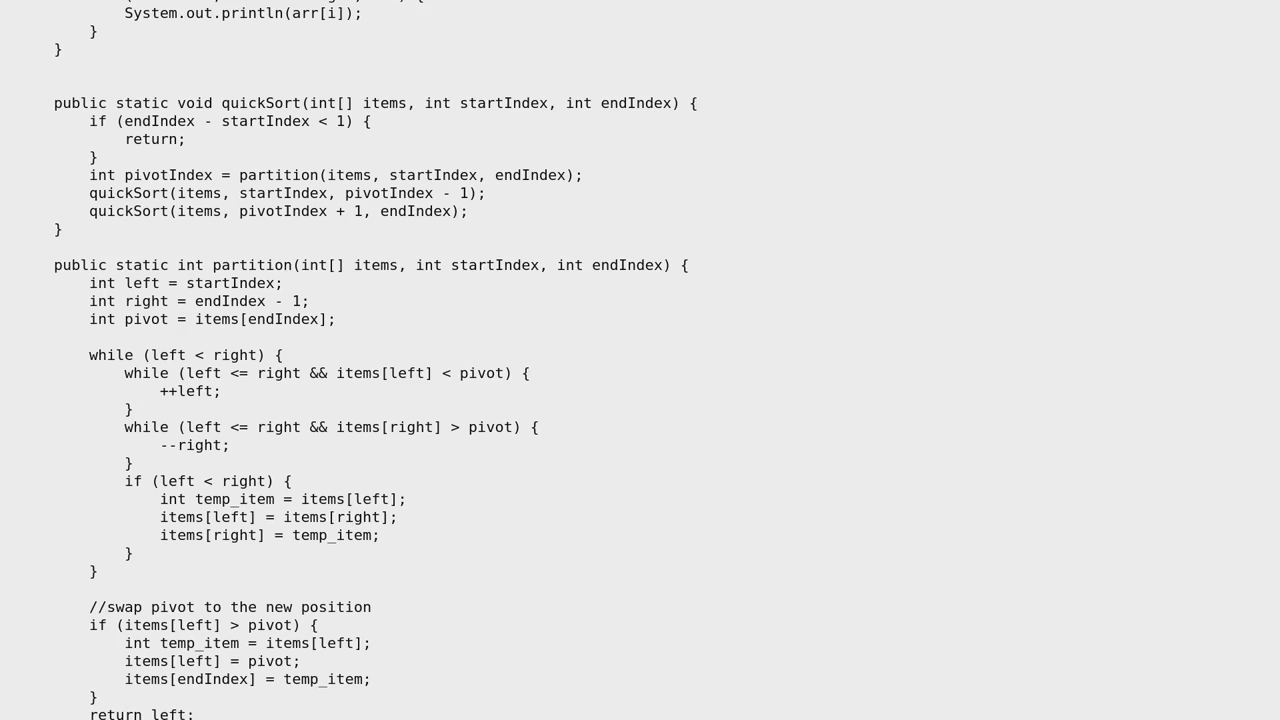 System.out.println(arr[i]);
}
}
public static void quickSort(int[] items, int startIndex, int endIndex) {
if (endIndex - startIndex < 1) {
return;
}
int pivotIndex = partition(items, startIndex, endIndex);
quickSort(items, startIndex, pivotIndex - 1);
quickSort(items, pivotIndex + 1, endIndex);
}
public static int partition(int[] items, int startIndex, int endIndex) {
int left = startIndex;
int right = endIndex - 1;
int pivot = items[endIndex];
while (left < right) {
while (left <= right && items[left] < pivot) {
++left;
}
while (left <= right && items[right] > pivot) {
--right;
}
if (left < right) {
int temp_item = items[left];
items[left] = items[right];
items[right] = temp_item;
}
}
//swap pivot to the new position
if (items[left] > pivot) {
int temp_item = items[left];
items[left] = pivot;
items[endIndex] = temp_item;
}
return left;